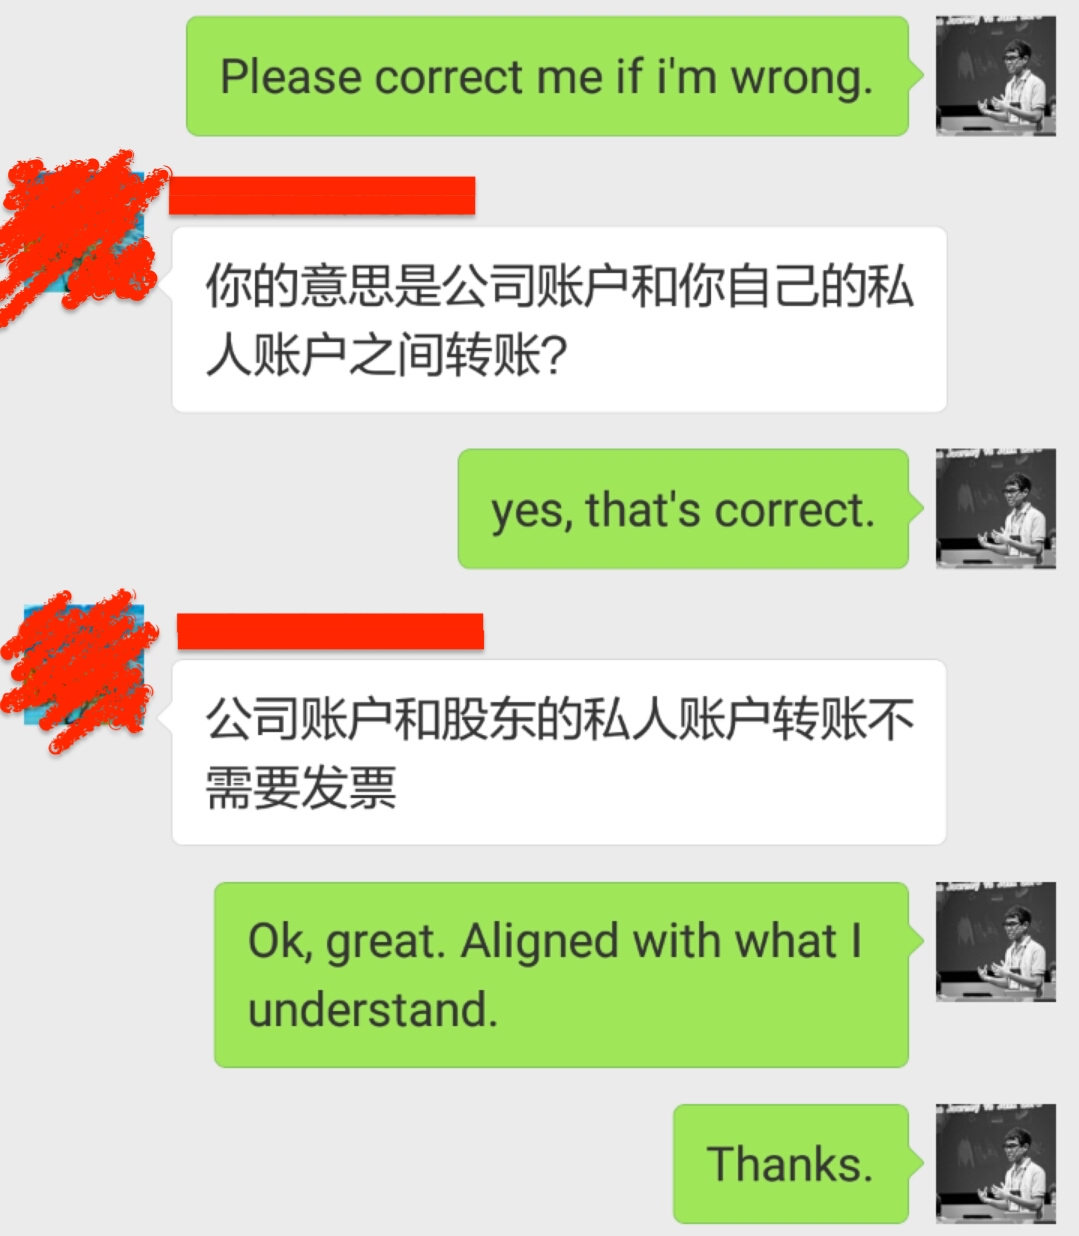 Please correct me if i'm wrong.
你的意思是公司账户和你自己的私
人账户之间转账?
yes, that's correct.
公司账户和股东的私人账户转账不
需要发票
Ok, great. Aligned with what I
understand.
Thanks.